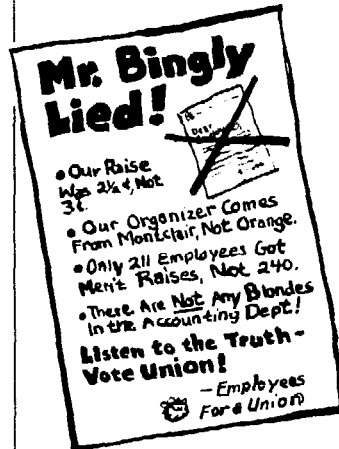 Mr. Bingly
Lied!
Dear
• Our Raise
Was 2½ ¢, Not
3¢.
• Our Organizer Comes
From Montclair, Not Orange.
• Only 211 Employees Got
Merit Raises, Not 240.
• There Are Not Any Blondes
In the Accounting Dept!
Listen to the Truth -
Vote Union!
- Employees
For a Union